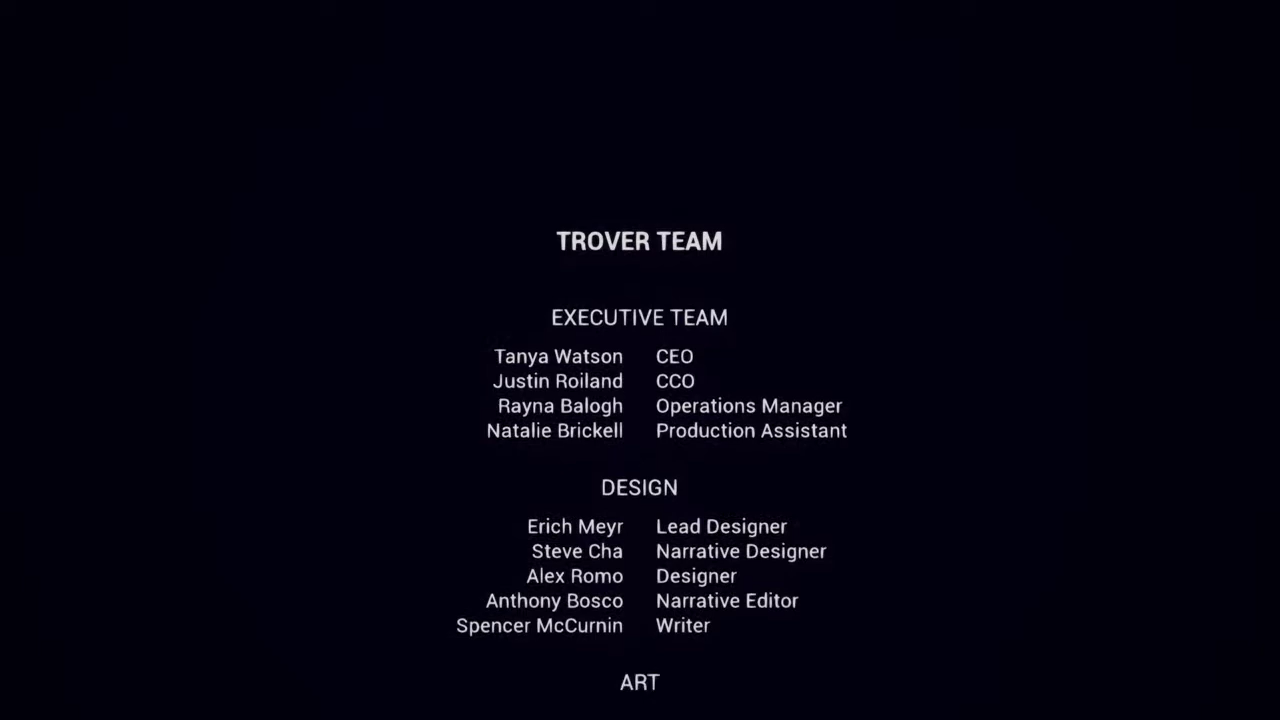 TROVER TEAM
EXECUTIVE TEAM
Tanya Watson CEO
Justin Roiland CCO
Rayna Balogh Operations Manager
Natalie Brickell Production Assistant
DESIGN
Erich Meyr Lead Designer
Steve Cha Narrative Designer
Alex Romo Designer
Anthony Bosco Narrative Editor
Spencer McCurnin Writer
ART